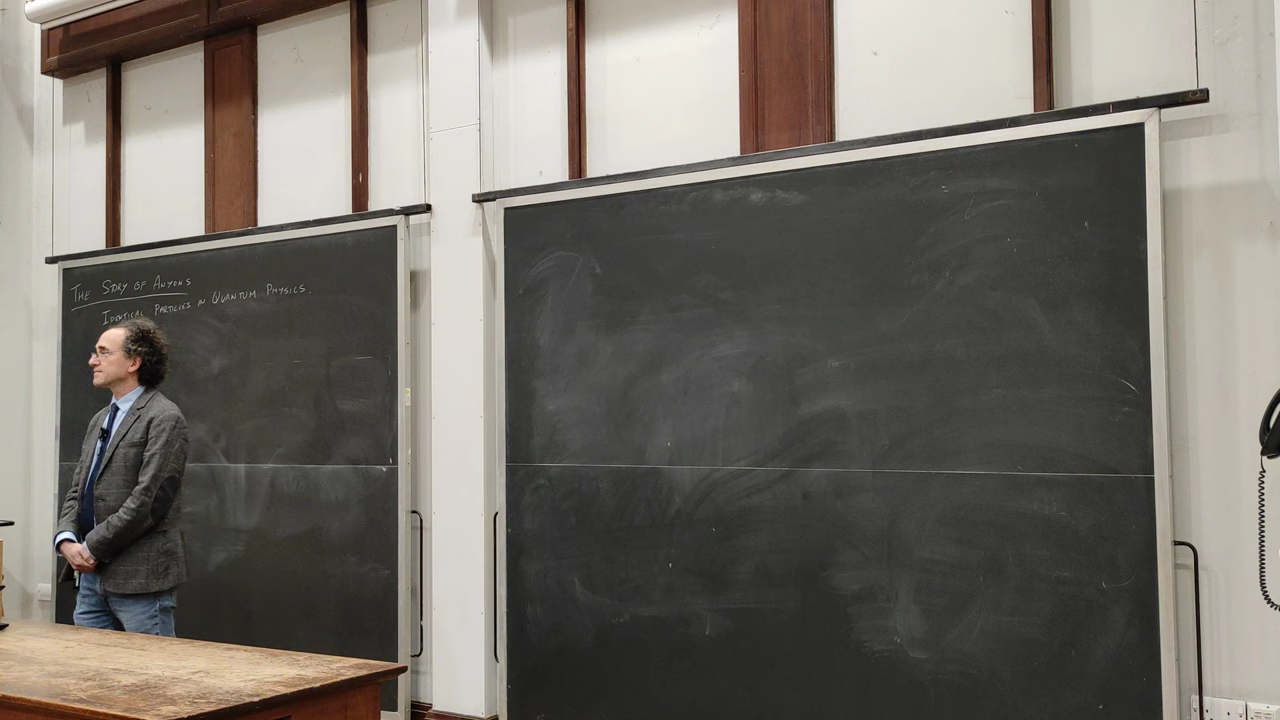 THE STORY OF ANYONS
IDENTICAL PARTICLES IN QUANTUM PHYSICS.